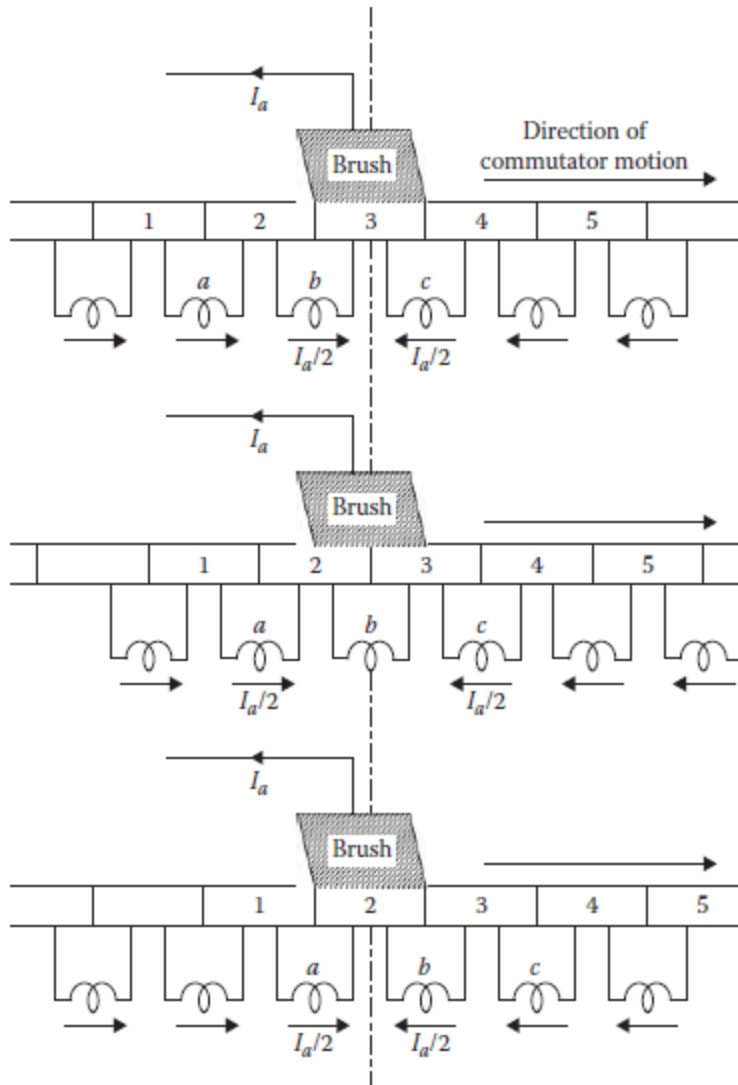 I_a
Brush
Direction of
commutator motion
1 2 3 4 5
a b c
I_a/2 I_a/2
I_a
Brush
1 2 3 4 5
a b c
I_a/2 I_a/2
I_a
Brush
1 2 3 4 5
a b c
I_a/2 I_a/2